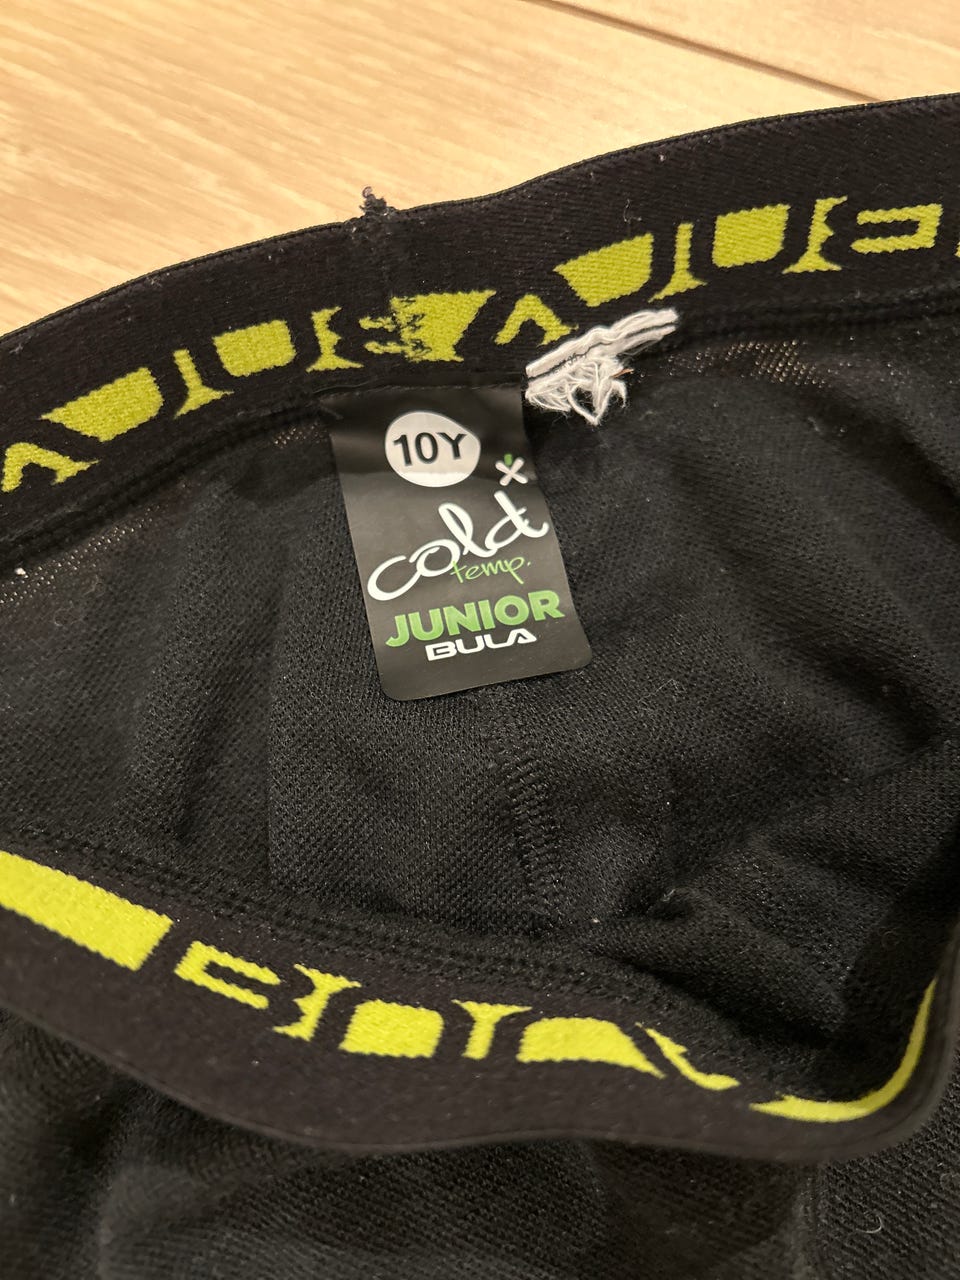 10Y
cold
temp.
JUNIOR
BULA